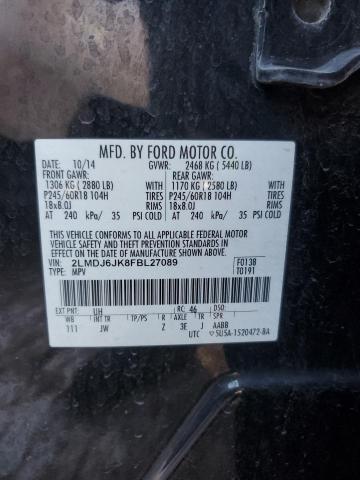 MFD. BY FORD MOTOR CO.
10/14 GVWR: 2468 KG ( 5440 LB)
FRONT GAWR: REAR GAWR:
1306 KG ( 2880 LB) WITH 1170 KG ( 2580 LB) WITH
P245/60R18 104H TIRES P245/60R18 104H TIRES
18x8.0J RIMS 18x8.0J RIMS
AT 240 kPa/ 35 PSI COLD AT 240 kPa/ 35 PSI COLD
THIS VEHICLE CONFORMS TO ALL APPLICABLE FEDERAL MOTOR
VEHICLE SAFETY AND THEFT PREVENTION STANDARDS IN EFFECT
ON THE DATE OF MANUFACTURE SHOWN ABOVE.
VIN: 2LMDJ6JK8FBL27089 F0138
TYPE: MPV T0191
EXT PNT: UH RC: 46 DSO:
WB INT TR TP/PS R AXLE TR SPR
111 JW Z 3E J AABB
UTC 5U5A-1520472-BA